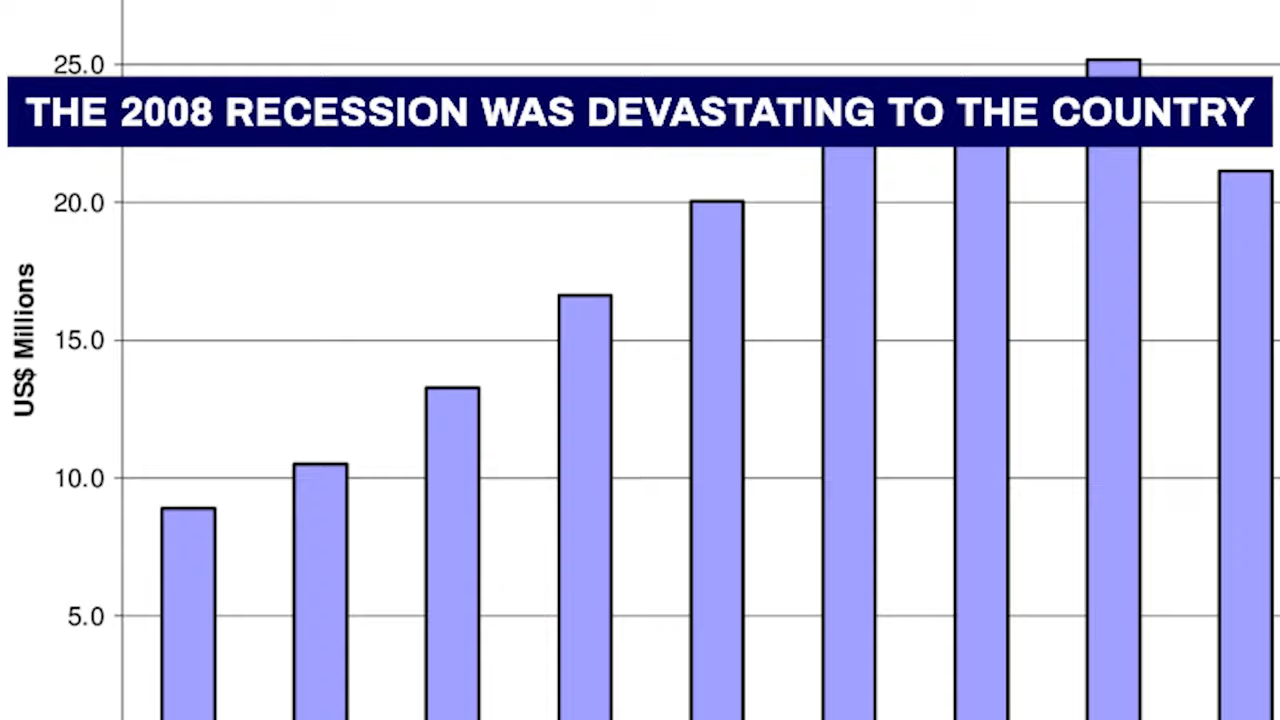 25.0
THE 2008 RECESSION WAS DEVASTATING TO THE COUNTRY
20.0
US$ Millions
15.0
10.0
5.0